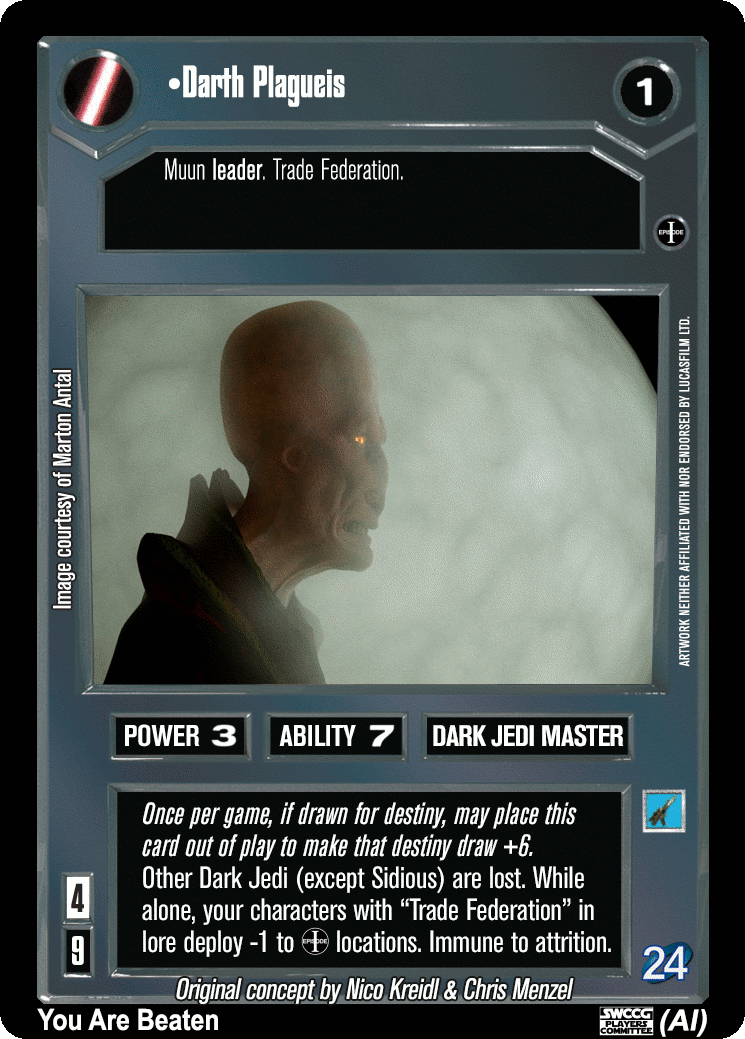 •Darth Plagueis
1
Muun leader. Trade Federation.
EPISODE I
Image courtesy of Marton Antal
ARTWORK NEITHER AFFILIATED WITH NOR ENDORSED BY LUCASFILM LTD.
POWER 3
ABILITY 7
DARK JEDI MASTER
Once per game, if drawn for destiny, may place this
card out of play to make that destiny draw +6.
Other Dark Jedi (except Sidious) are lost. While
alone, your characters with “Trade Federation” in
lore deploy -1 to EPISODE I locations. Immune to attrition.
4
9
24
Original concept by Nico Kreidl & Chris Menzel
You Are Beaten
SWCCG
PLAYERS
COMMITTEE
(AI)